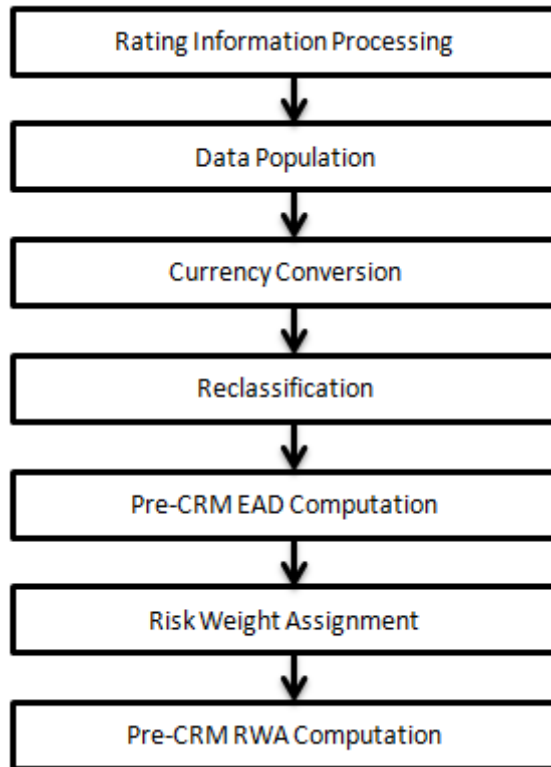 Rating Information Processing
Data Population
Currency Conversion
Reclassification
Pre-CRM EAD Computation
Risk Weight Assignment
Pre-CRM RWA Computation